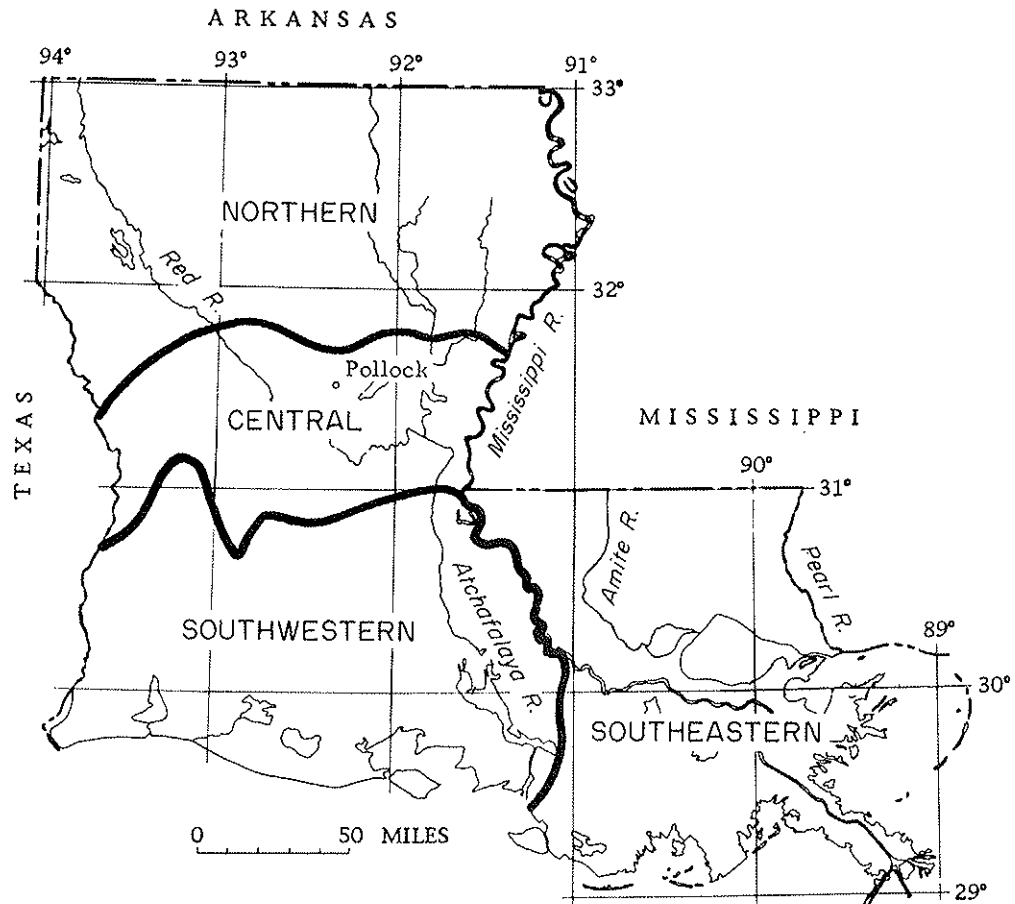 ARKANSAS
94° 93° 92° 91°
33°
NORTHERN
Red R.
32°
Mississippi R.
Pollock
TEXAS
CENTRAL
MISSISSIPPI
90°
31°
Amite R.
Pearl R.
Atchafalaya R.
SOUTHWESTERN
89°
30°
SOUTHEASTERN
0 50 MILES
29°